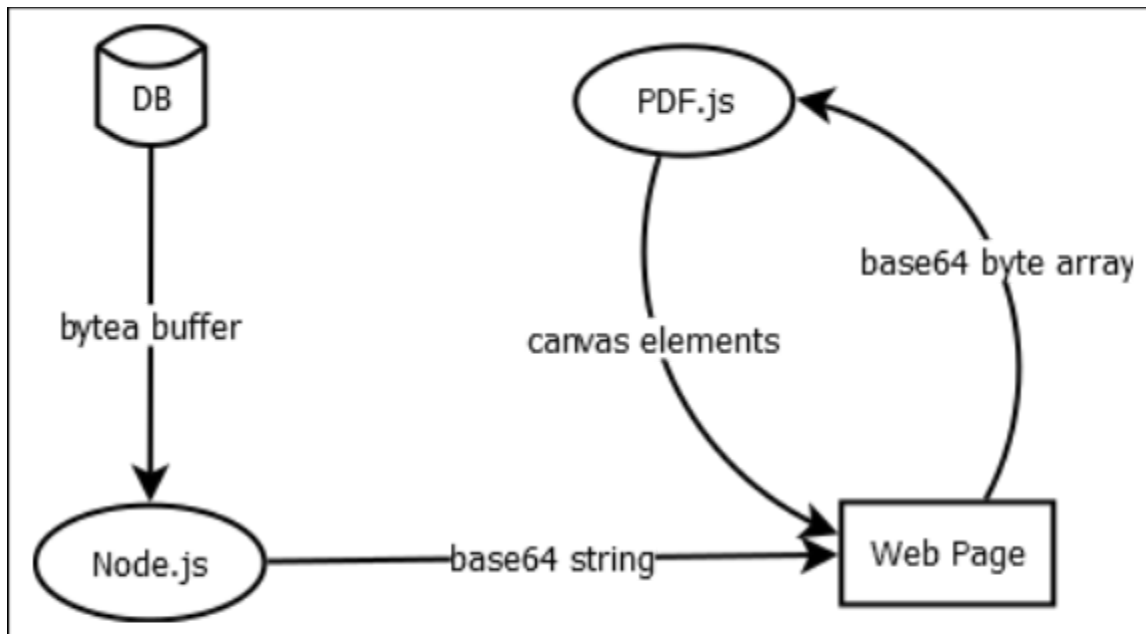 DB
PDF.js
base64 byte array
bytea buffer
canvas elements
Node.js
base64 string
Web Page